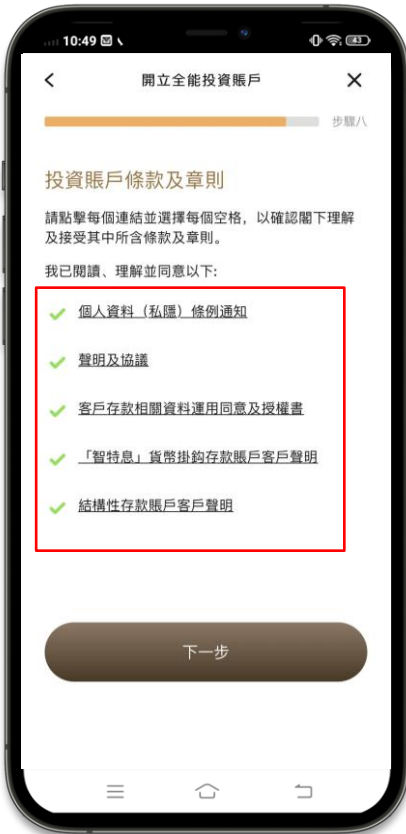 10:49
43
開立全能投資賬戶
步驟八
投資賬戶條款及章則
請點擊每個連結並選擇每個空格，以確認閣下理解
及接受其中所含條款及章則。
我已閱讀、理解並同意以下:
個人資料（私隱）條例通知
聲明及協議
客戶存款相關資料運用同意及授權書
「智特息」貨幣掛鈎存款賬戶客戶聲明
結構性存款賬戶客戶聲明
下一步